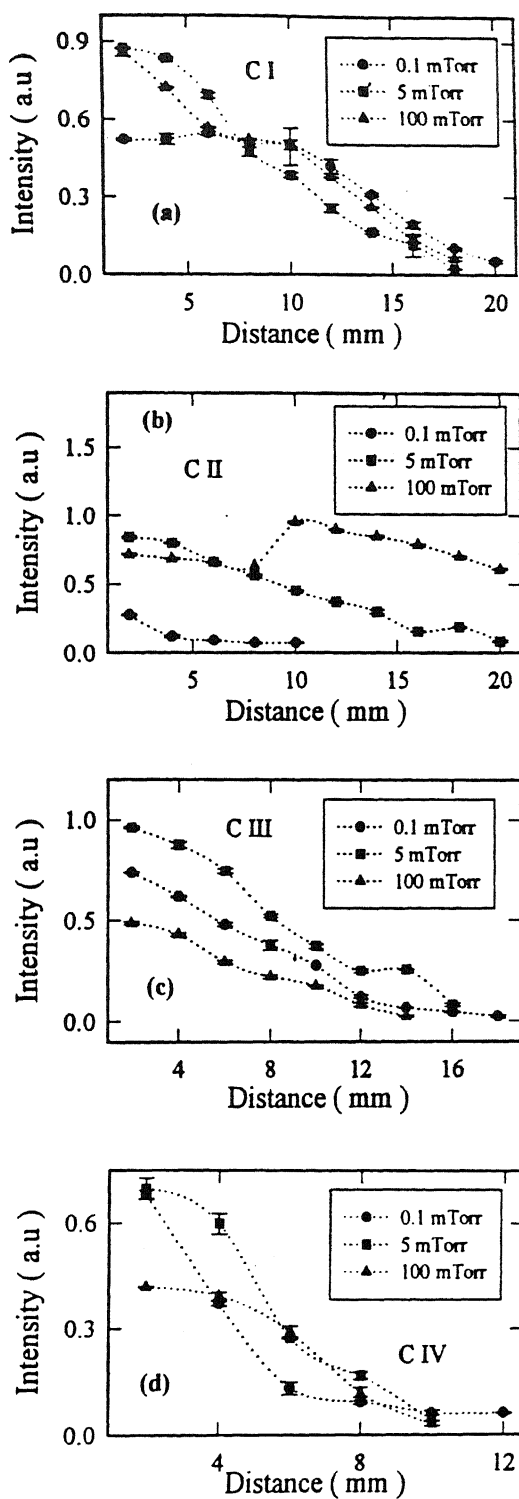 Intensity ( a.u )
0.9
0.6
0.3
0.0
C I
0.1 mTorr
5 mTorr
100 mTorr
(a)
5
10
15
20
Distance ( mm )
Intensity ( a.u )
1.5
1.0
0.5
0.0
(b)
C II
0.1 mTorr
5 mTorr
100 mTorr
5
10
15
20
Distance ( mm )
Intensity ( a.u )
1.0
0.5
0.0
C III
0.1 mTorr
5 mTorr
100 mTorr
(c)
4
8
12
16
Distance ( mm )
Intensity ( a.u )
0.6
0.3
0.0
0.1 mTorr
5 mTorr
100 mTorr
C IV
(d)
4
8
12
Distance ( mm )